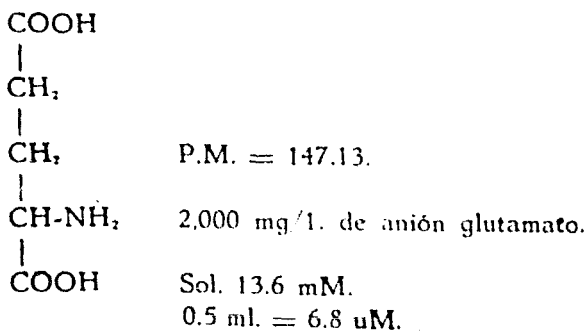 COOH
|
CH₂
|
CH₂ P.M. = 147.13.
|
CH-NH₂ 2,000 mg/1. de anión glutamato.
|
COOH Sol. 13.6 mM.
0.5 ml. = 6.8 uM.